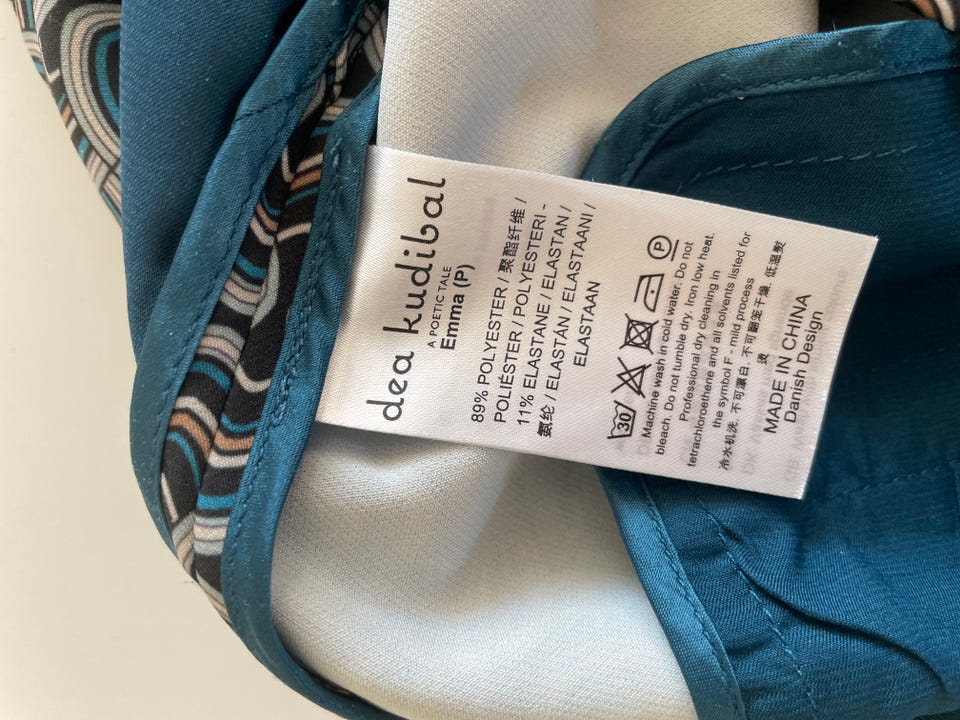 dea kudibal
A POETIC TALE
Emma (P)
89% POLYESTER / 聚酯纤维 /
POLIÉSTER / POLYESTERI -
11% ELASTANE / ELASTAN /
氨纶 / ELASTÁN / ELASTAANI /
ELASTAAN
30 P
Machine wash in cold water. Do not
bleach. Do not tumble dry. Iron low heat.
Professional dry cleaning in
tetrachloroethene and all solvents listed for
the symbol F - mild process
冷水机洗. 不可漂白. 不可翻笼干燥. 低温熨
烫
MADE IN CHINA
Danish Design